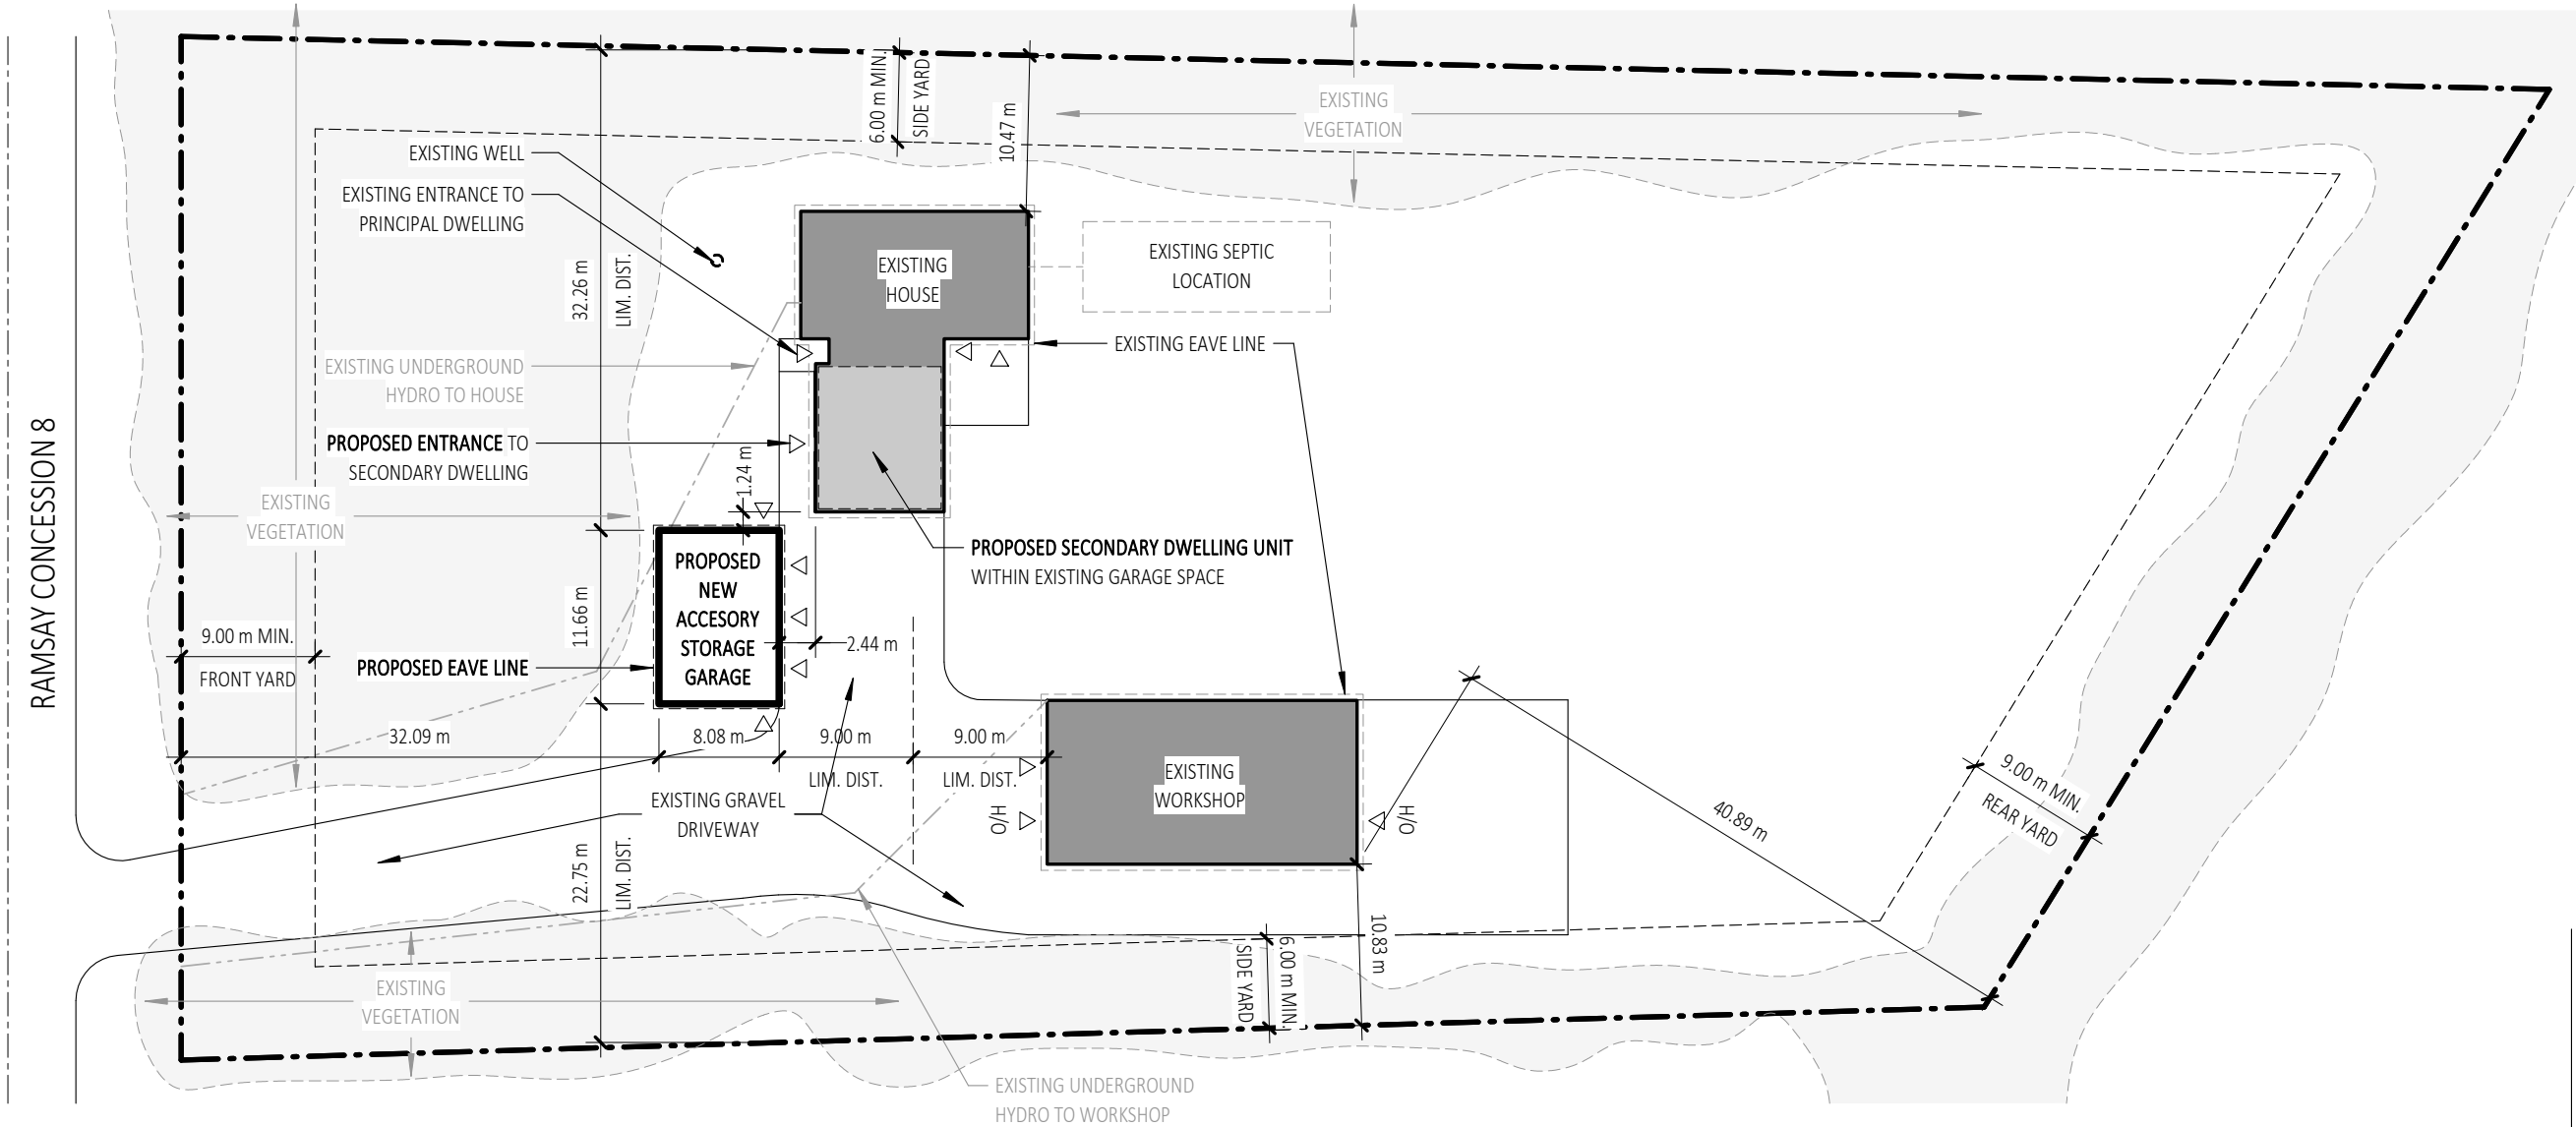 6.00 m MIN.
SIDE YARD
10.47 m
EXISTING
VEGETATION
EXISTING WELL
EXISTING ENTRANCE TO
PRINCIPAL DWELLING
32.26 m
LIM. DIST.
EXISTING
HOUSE
EXISTING SEPTIC
LOCATION
EXISTING EAVE LINE
EXISTING UNDERGROUND
HYDRO TO HOUSE
RAMSAY CONCESSION 8
PROPOSED ENTRANCE TO
SECONDARY DWELLING
1.24 m
EXISTING
VEGETATION
PROPOSED SECONDARY DWELLING UNIT
WITHIN EXISTING GARAGE SPACE
PROPOSED
NEW
ACCESORY
STORAGE
GARAGE
11.66 m
9.00 m MIN.
FRONT YARD
2.44 m
PROPOSED EAVE LINE
32.09 m
8.08 m
9.00 m
LIM. DIST.
9.00 m
LIM. DIST.
EXISTING
WORKSHOP
H/O
H/O
EXISTING GRAVEL
DRIVEWAY
40.89 m
9.00 m MIN.
REAR YARD
22.75 m
LIM. DIST.
10.83 m
6.00 m MIN.
SIDE YARD
EXISTING
VEGETATION
EXISTING UNDERGROUND
HYDRO TO WORKSHOP